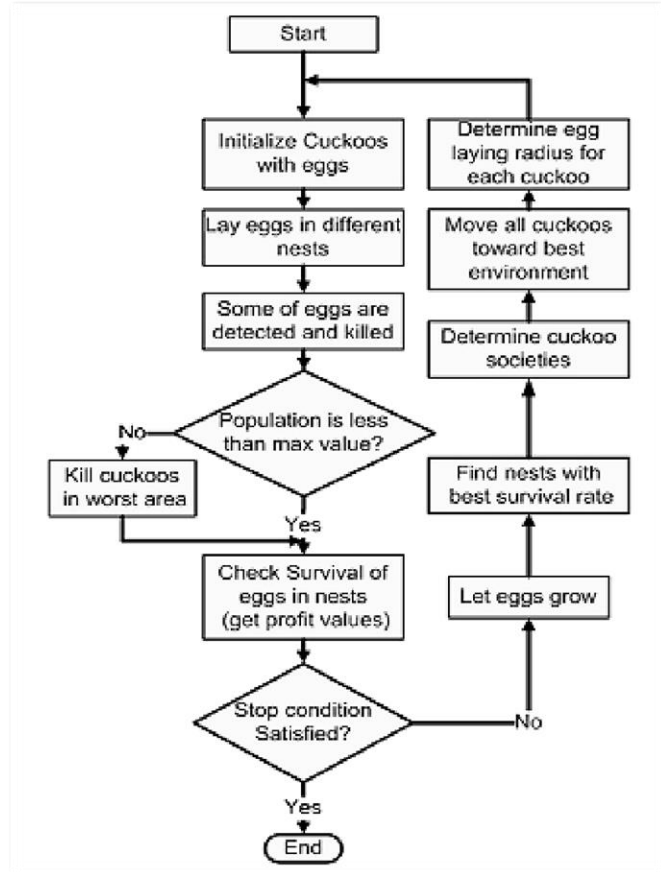 Start
Initialize Cuckoos
with eggs
Lay eggs in different
nests
Some of eggs are
detected and killed
Population is less
than max value?
No
Kill cuckoos
in worst area
Yes
Check Survival of
eggs in nests
(get profit values)
Stop condition
Satisfied?
No
Yes
End
Let eggs grow
Find nests with
best survival rate
Determine cuckoo
societies
Move all cuckoos
toward best
environment
Determine egg
laying radius for
each cuckoo